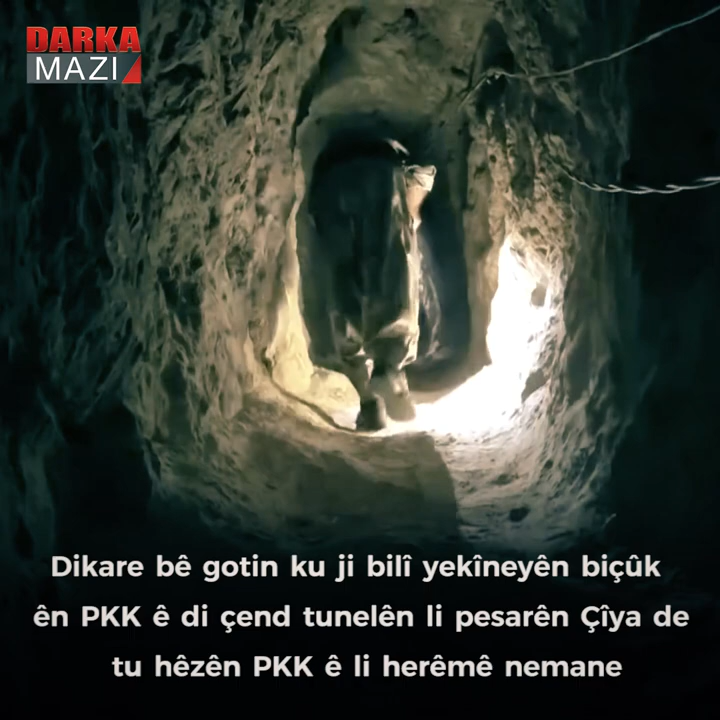 DARKA
MAZI
Dikare bê gotin ku ji bilî yekîneyên biçûk
ên PKK ê di çend tunelên li pesarên Çîya de
tu hêzên PKK ê li herêmê nemane